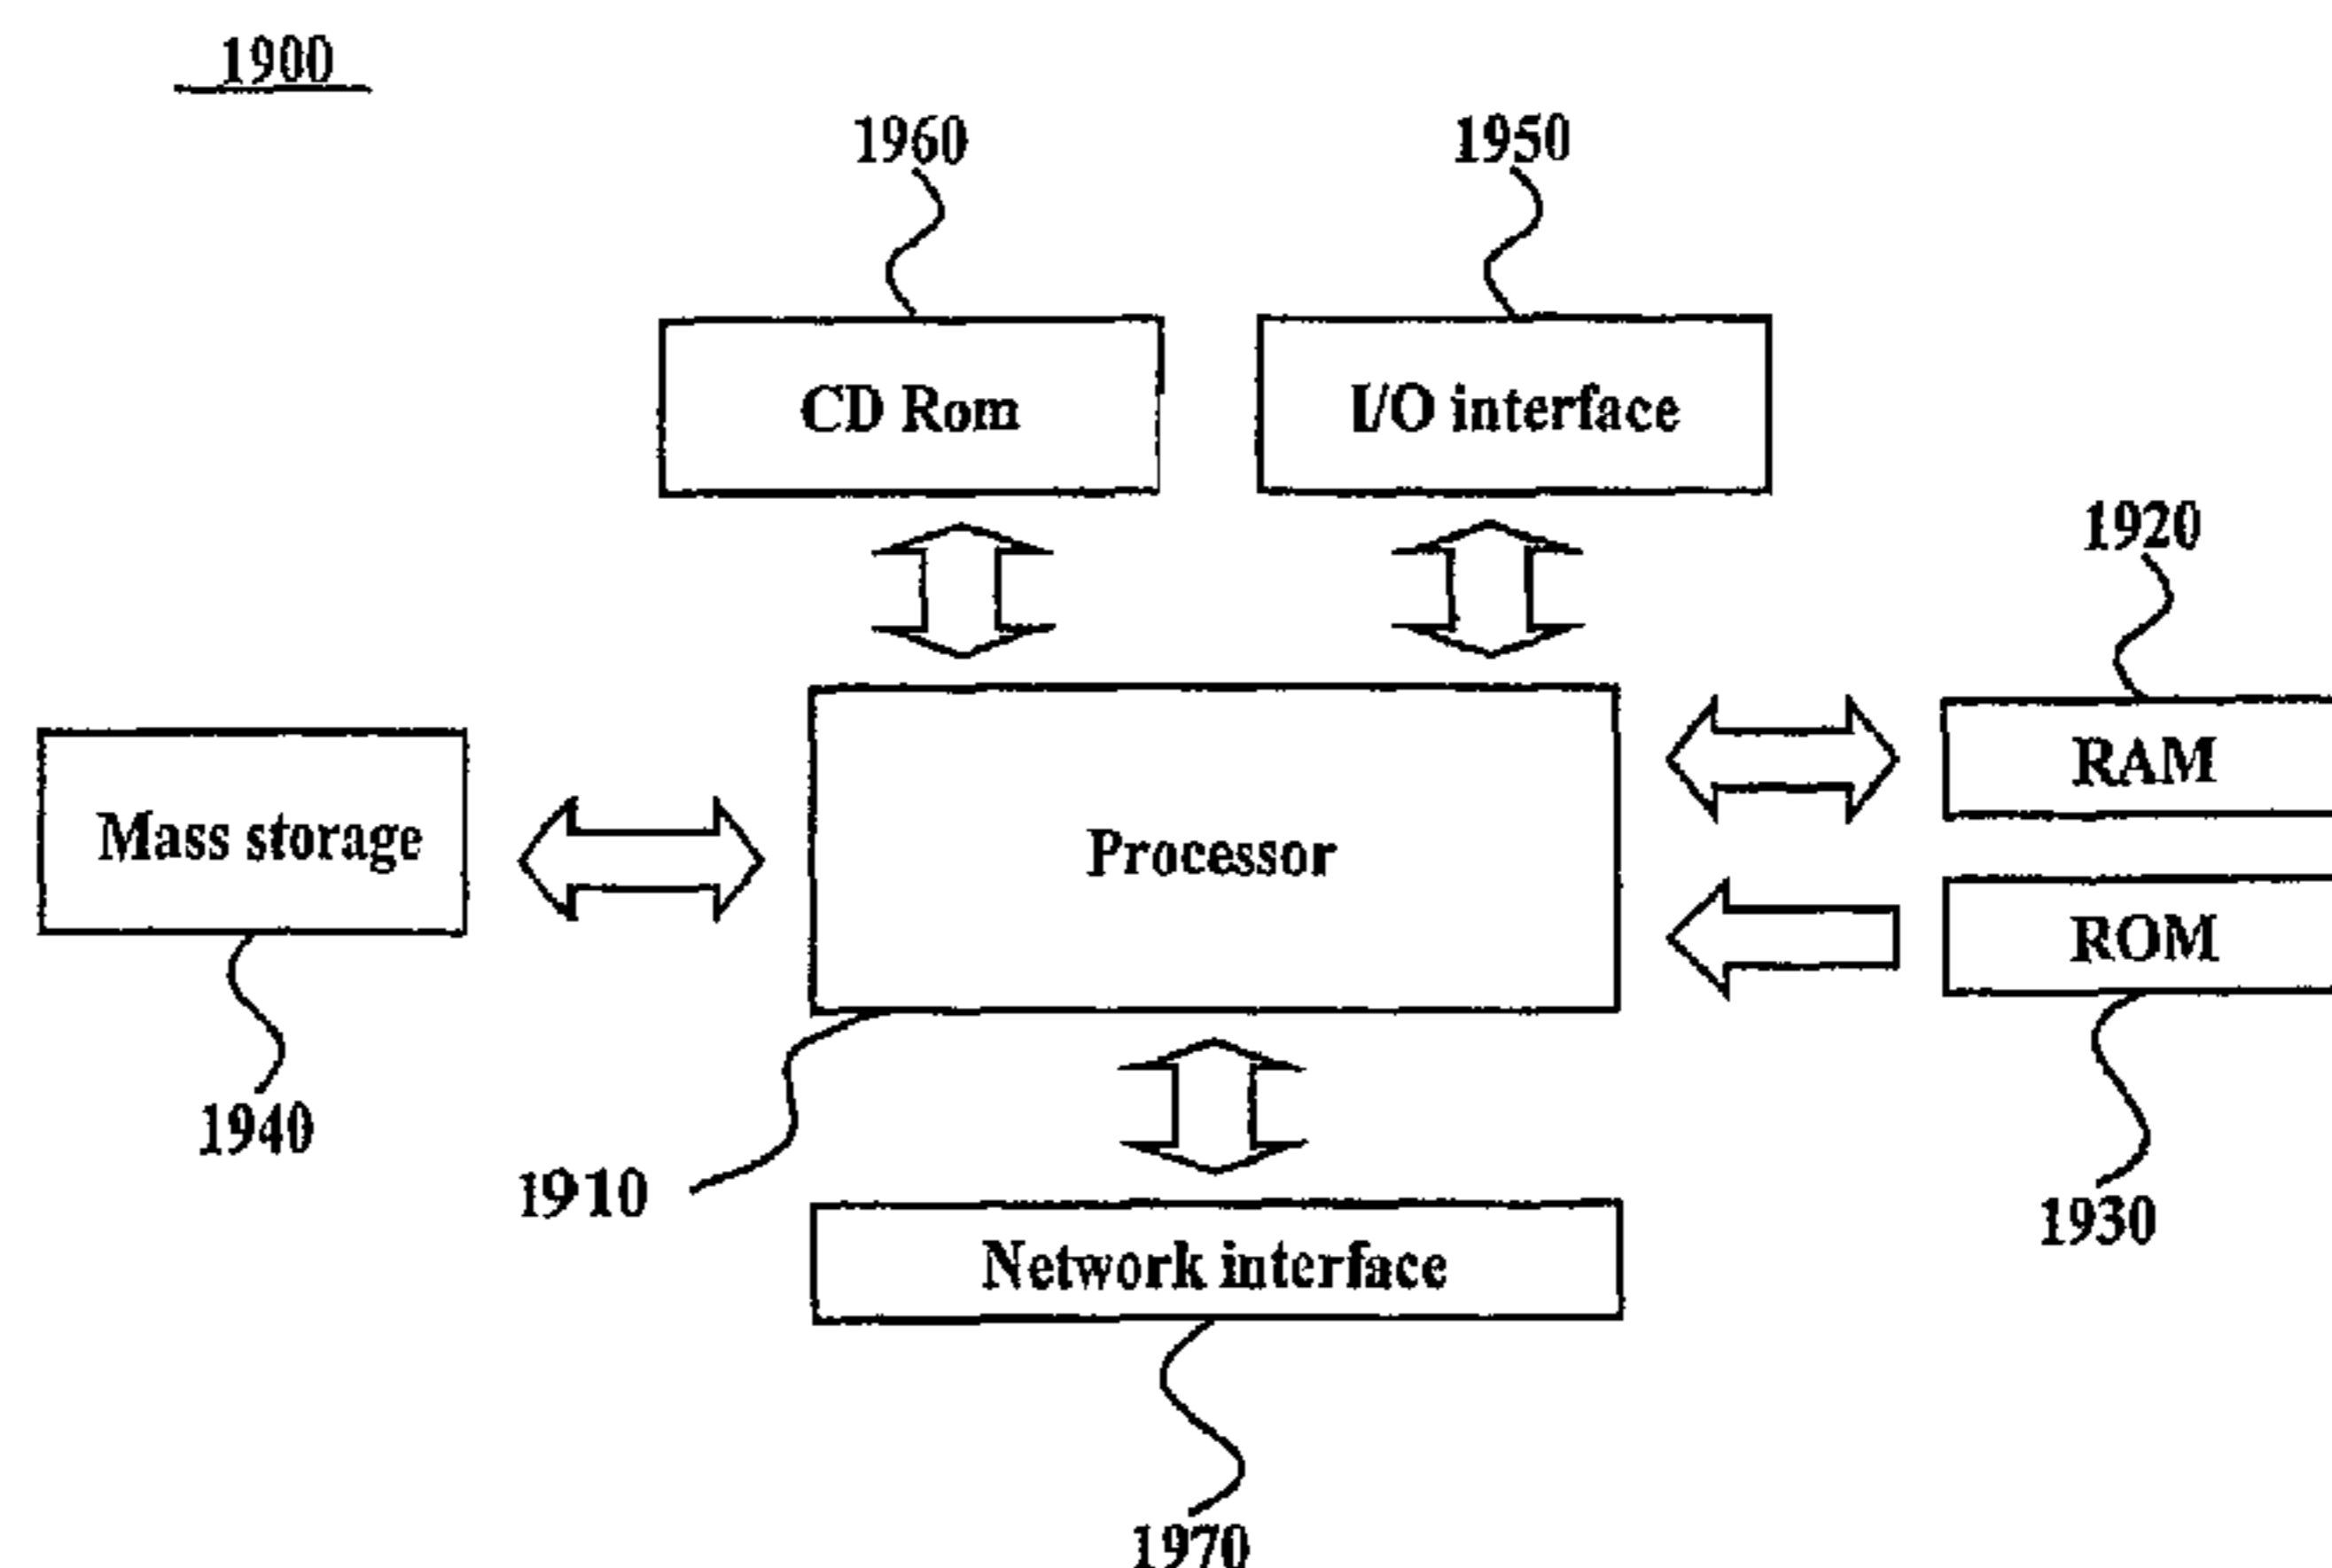 1900
1960
1950
CD Rom
I/O interface
1920
RAM
Mass storage
Processor
ROM
1940
1910
1930
Network interface
1970